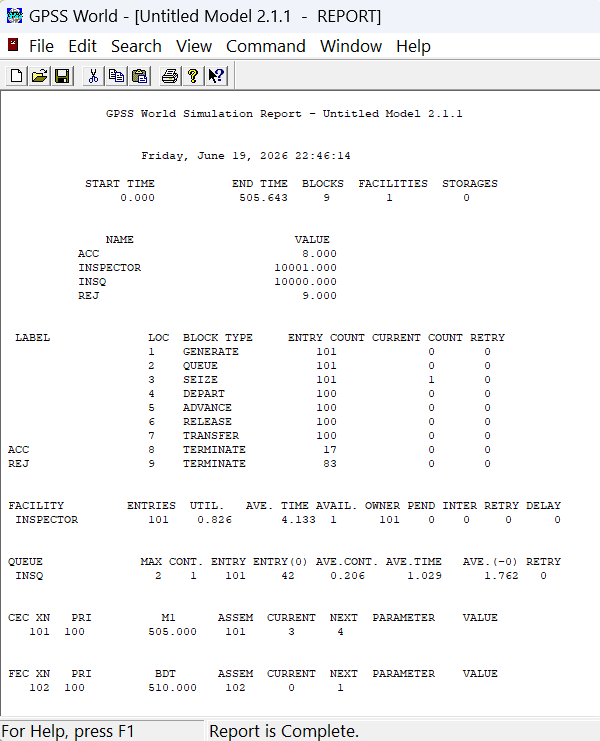 GPSS World - [Untitled Model 2.1.1 - REPORT]
File Edit Search View Command Window Help
GPSS World Simulation Report - Untitled Model 2.1.1
Friday, June 19, 2026 22:46:14
START TIME END TIME BLOCKS FACILITIES STORAGES
0.000 505.643 9 1 0
NAME VALUE
ACC 8.000
INSPECTOR 10001.000
INSQ 10000.000
REJ 9.000
LABEL LOC BLOCK TYPE ENTRY COUNT CURRENT COUNT RETRY
1 GENERATE 101 0 0
2 QUEUE 101 0 0
3 SEIZE 101 1 0
4 DEPART 100 0 0
5 ADVANCE 100 0 0
6 RELEASE 100 0 0
7 TRANSFER 100 0 0
ACC 8 TERMINATE 17 0 0
REJ 9 TERMINATE 83 0 0
FACILITY ENTRIES UTIL. AVE. TIME AVAIL. OWNER PEND INTER RETRY DELAY
INSPECTOR 101 0.826 4.133 1 101 0 0 0 0
QUEUE MAX CONT. ENTRY ENTRY(0) AVE.CONT. AVE.TIME AVE.(-0) RETRY
INSQ 2 1 101 42 0.206 1.029 1.762 0
CEC XN PRI M1 ASSEM CURRENT NEXT PARAMETER VALUE
101 100 505.000 101 3 4
FEC XN PRI BDT ASSEM CURRENT NEXT PARAMETER VALUE
102 100 510.000 102 0 1
For Help, press F1 Report is Complete.